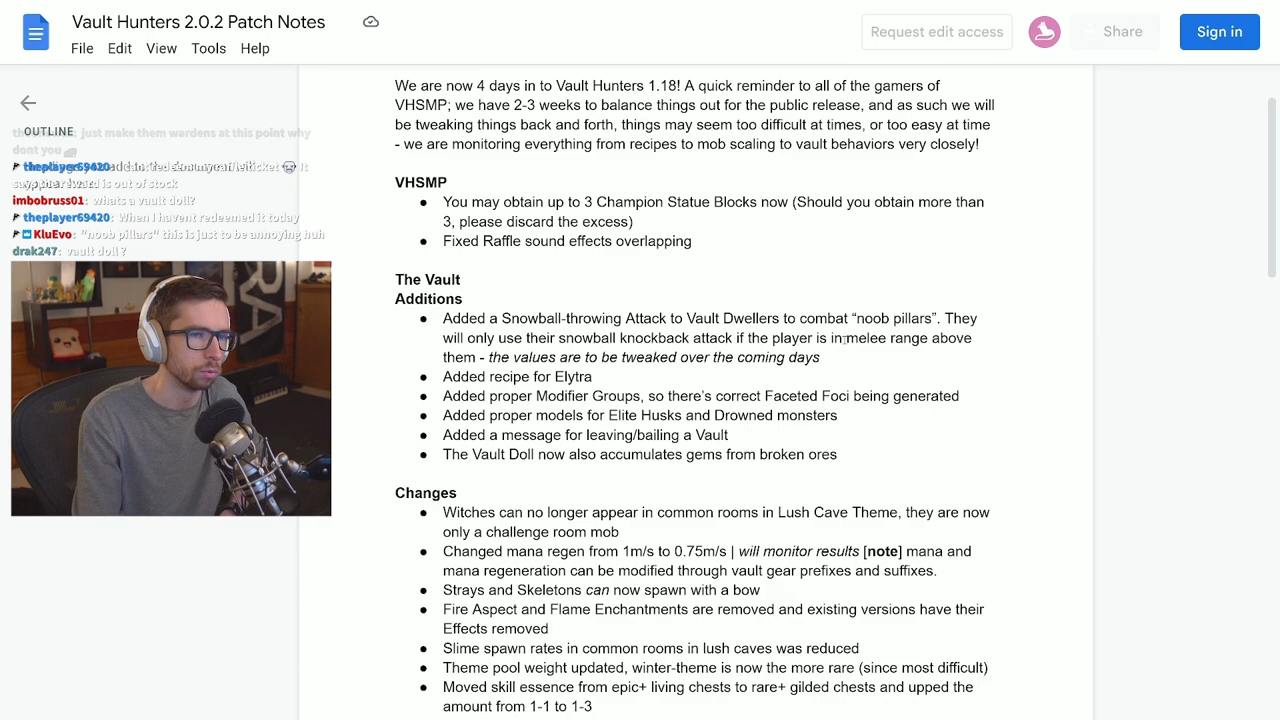 Vault Hunters 2.0.2 Patch Notes
File Edit View Tools Help
Request edit access
Share
Sign in
We are now 4 days in to Vault Hunters 1.18! A quick reminder to all of the gamers of
VHSMP; we have 2-3 weeks to balance things out for the public release, and as such we will
be tweaking things back and forth, things may seem too difficult at times, or too easy at time
- we are monitoring everything from recipes to mob scaling to vault behaviors very closely!
VHSMP
● You may obtain up to 3 Champion Statue Blocks now (Should you obtain more than
3, please discard the excess)
● Fixed Raffle sound effects overlapping
The Vault
Additions
● Added a Snowball-throwing Attack to Vault Dwellers to combat “noob pillars”. They
will only use their snowball knockback attack if the player is in melee range above
them - the values are to be tweaked over the coming days
● Added recipe for Elytra
● Added proper Modifier Groups, so there’s correct Faceted Foci being generated
● Added proper models for Elite Husks and Drowned monsters
● Added a message for leaving/bailing a Vault
● The Vault Doll now also accumulates gems from broken ores
Changes
● Witches can no longer appear in common rooms in Lush Cave Theme, they are now
only a challenge room mob
● Changed mana regen from 1m/s to 0.75m/s | will monitor results [note] mana and
mana regeneration can be modified through vault gear prefixes and suffixes.
● Strays and Skeletons can now spawn with a bow
● Fire Aspect and Flame Enchantments are removed and existing versions have their
Effects removed
● Slime spawn rates in common rooms in lush caves was reduced
● Theme pool weight updated, winter-theme is now the more rare (since most difficult)
● Moved skill essence from epic+ living chests to rare+ gilded chests and upped the
amount from 1-1 to 1-3
OUTLINE
just make them wardens at this point why
dont you
theplayer69420:
is out of stock
imbobruss01: whats a vault doll?
theplayer69420: When I havent redeemed it today
KluEvo: "noob pillars" this is just to be annoying huh
drak247: vault doll ?